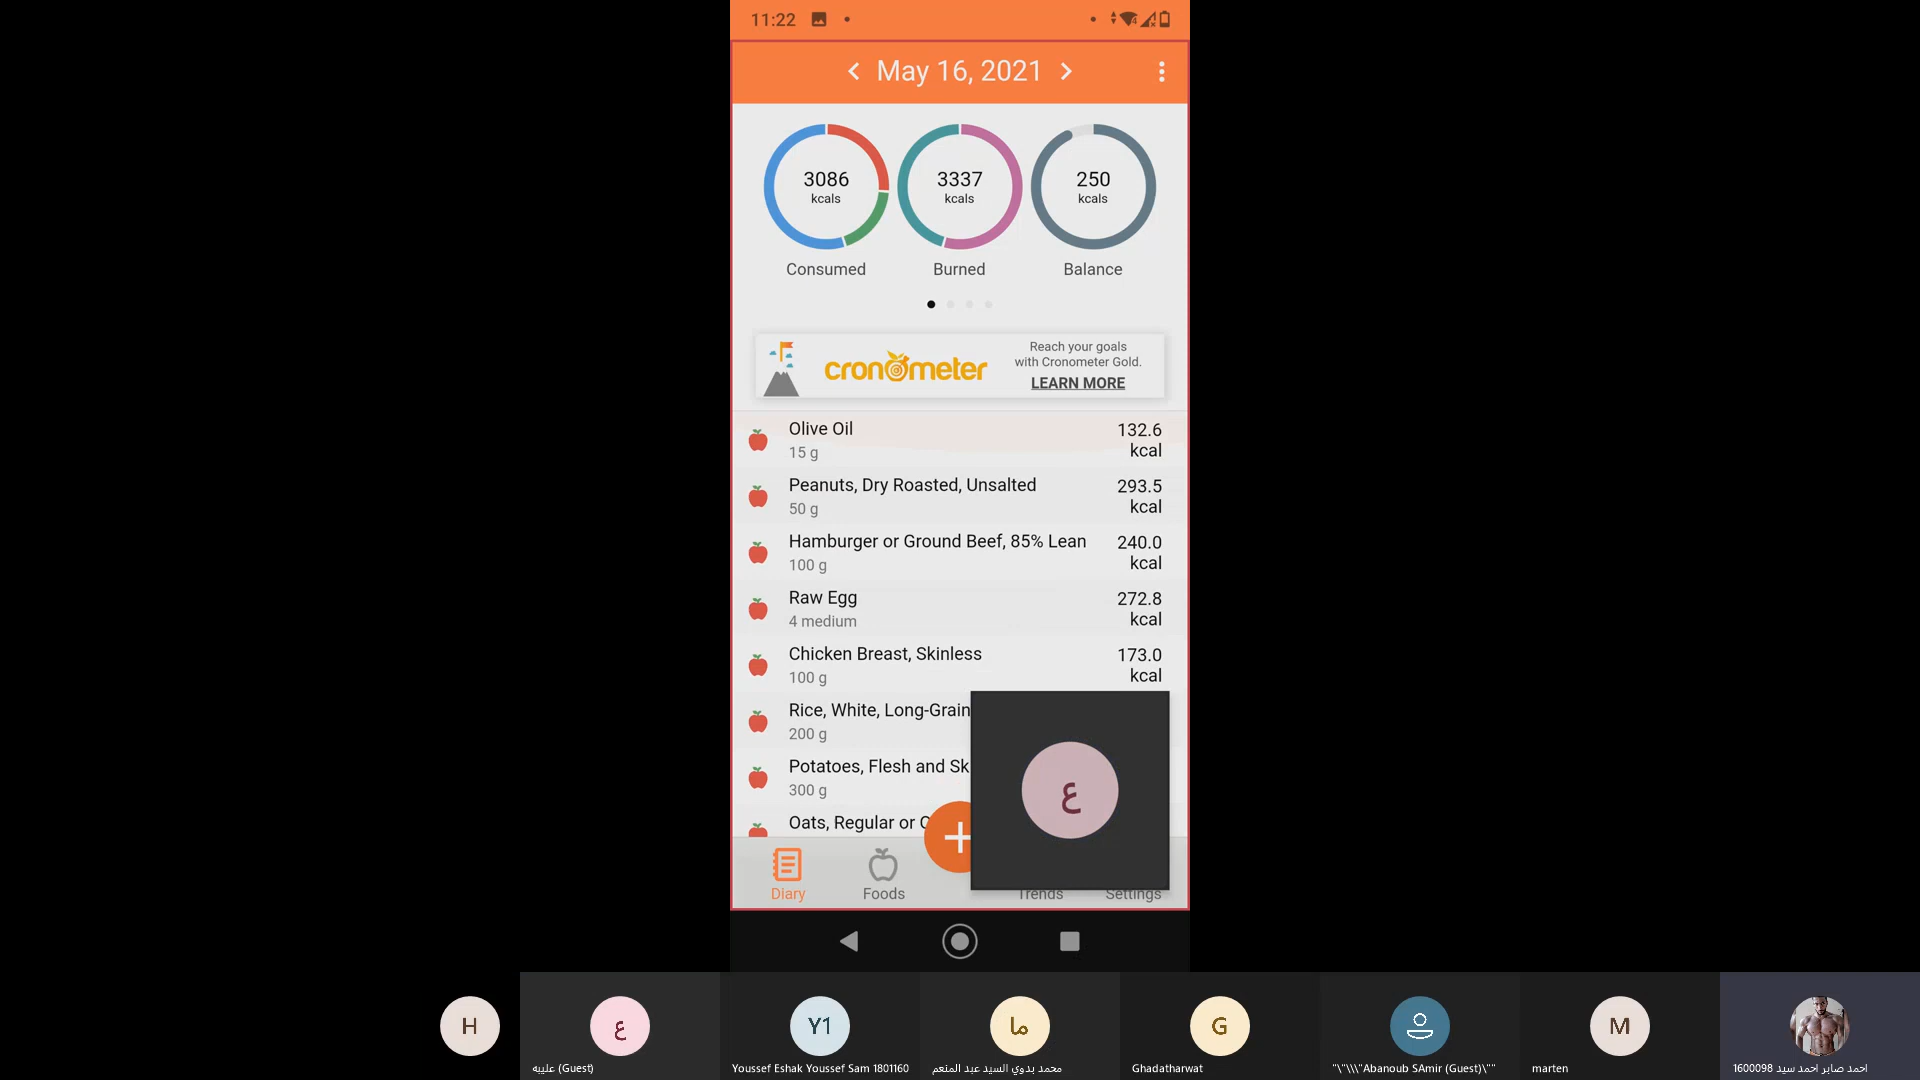 11:22
May 16, 2021
3086
kcals
Consumed
3337
kcals
Burned
250
kcals
Balance
cronometer
Reach your goals
with Cronometer Gold.
LEARN MORE
Olive Oil
15 g
132.6
kcal
Peanuts, Dry Roasted, Unsalted
50 g
293.5
kcal
Hamburger or Ground Beef, 85% Lean
100 g
240.0
kcal
Raw Egg
4 medium
272.8
kcal
Chicken Breast, Skinless
100 g
173.0
kcal
Rice, White, Long-Grain
200 g
Potatoes, Flesh and Sk
300 g
Oats, Regular or
ع
Diary
Foods
Trends
Settings
H
ع
Y1
ما
G
M
علييه (Guest)
Youssef Eshak Youssef Sam 1801160
محمد بدوي السيد عبد المنعم
Ghadatharwat
"\"\\\"Abanoub SAmir (Guest)\""
marten
احمد صابر احمد سيد 1600098